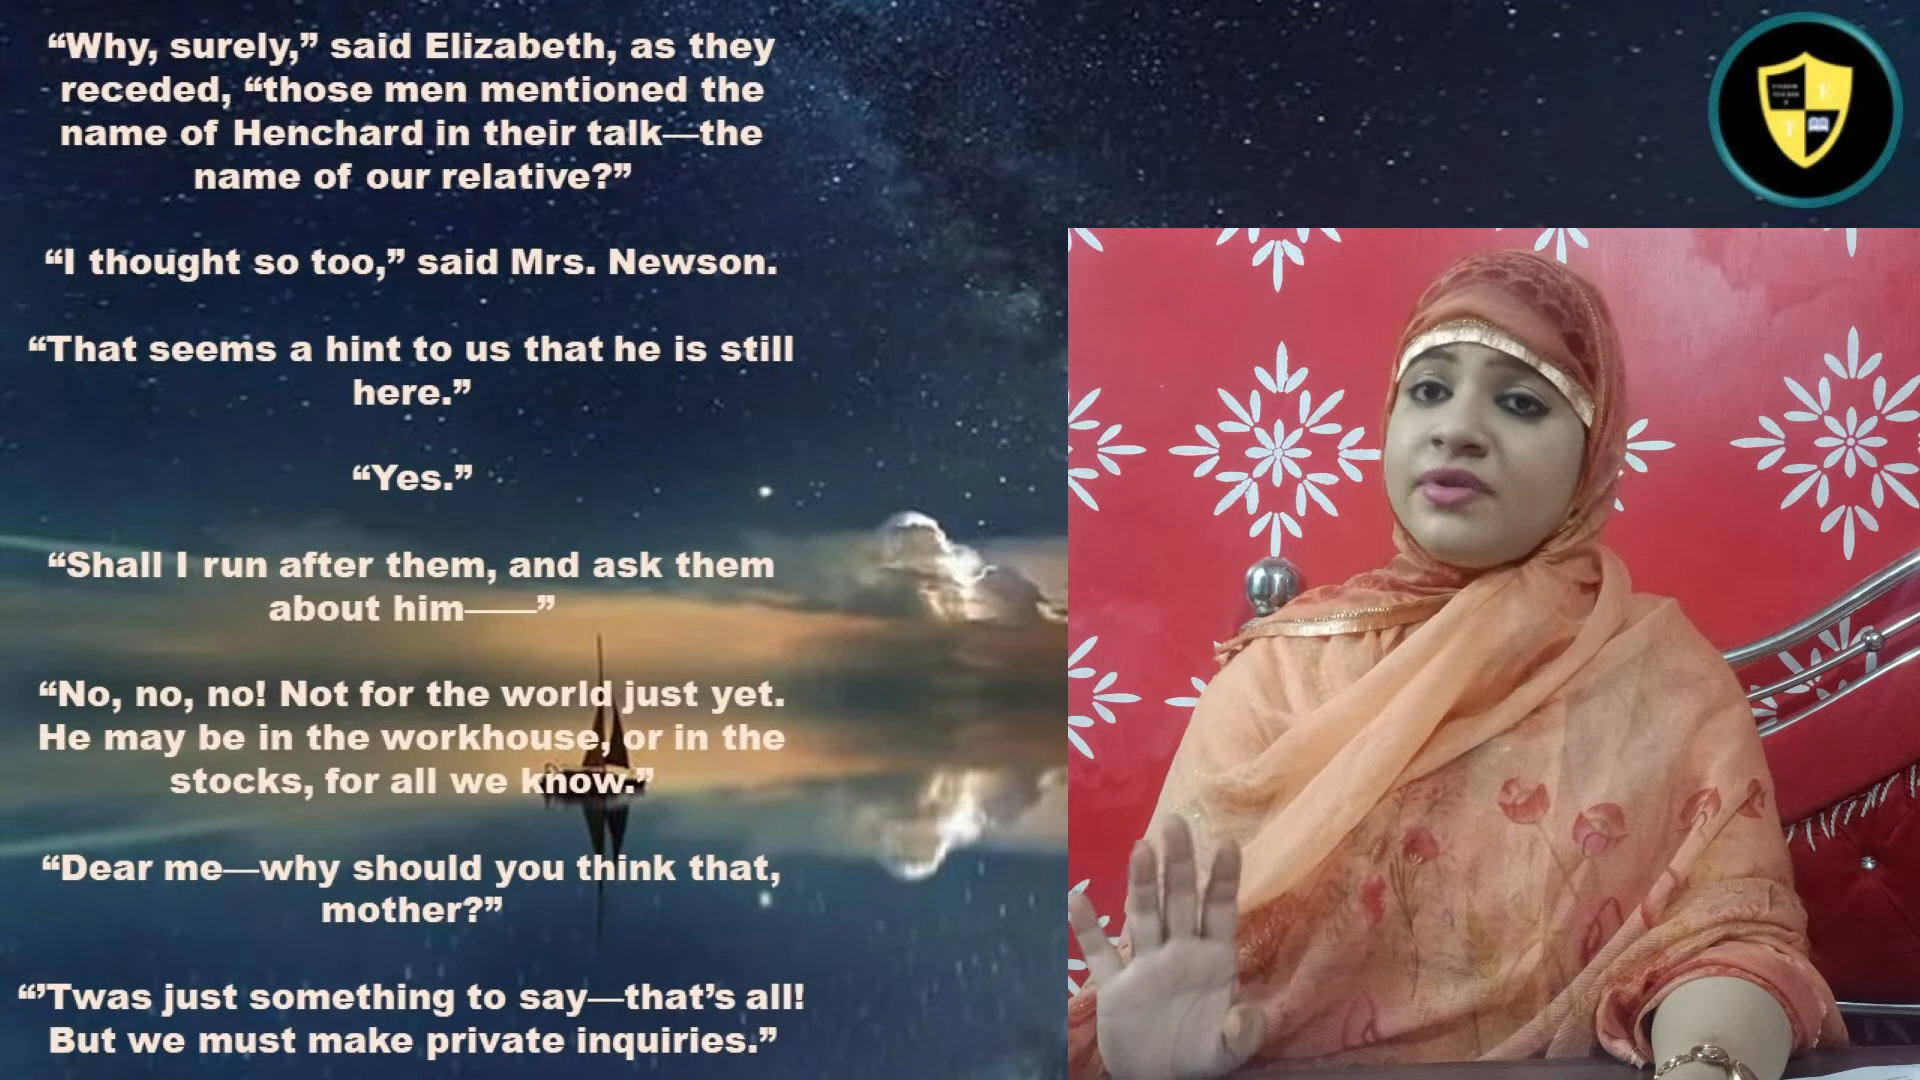 “Why, surely,” said Elizabeth, as they
receded, “those men mentioned the
name of Henchard in their talk—the
name of our relative?”
“I thought so too,” said Mrs. Newson.
“That seems a hint to us that he is still
here.”
“Yes.”
“Shall I run after them, and ask them
about him——”
“No, no, no! Not for the world just yet.
He may be in the workhouse, or in the
stocks, for all we know.”
“Dear me—why should you think that,
mother?”
“’Twas just something to say—that’s all!
But we must make private inquiries.”
E
T